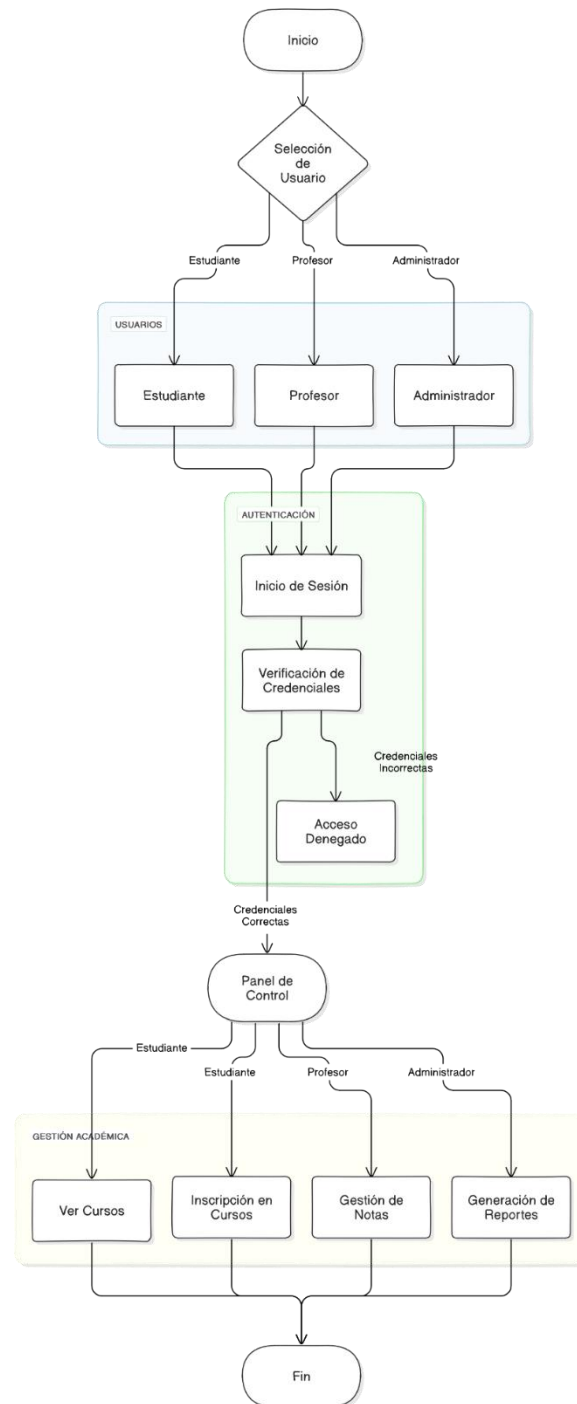 Inicio
Selección
de
Usuario
Estudiante
Profesor
Administrador
USUARIOS
Estudiante
Profesor
Administrador
AUTENTICACIÓN
Inicio de Sesión
Verificación de
Credenciales
Credenciales
Incorrectas
Acceso
Denegado
Credenciales
Correctas
Panel de
Control
Estudiante
Estudiante
Profesor
Administrador
GESTIÓN ACADÉMICA
Ver Cursos
Inscripción en
Cursos
Gestión de
Notas
Generación de
Reportes
Fin